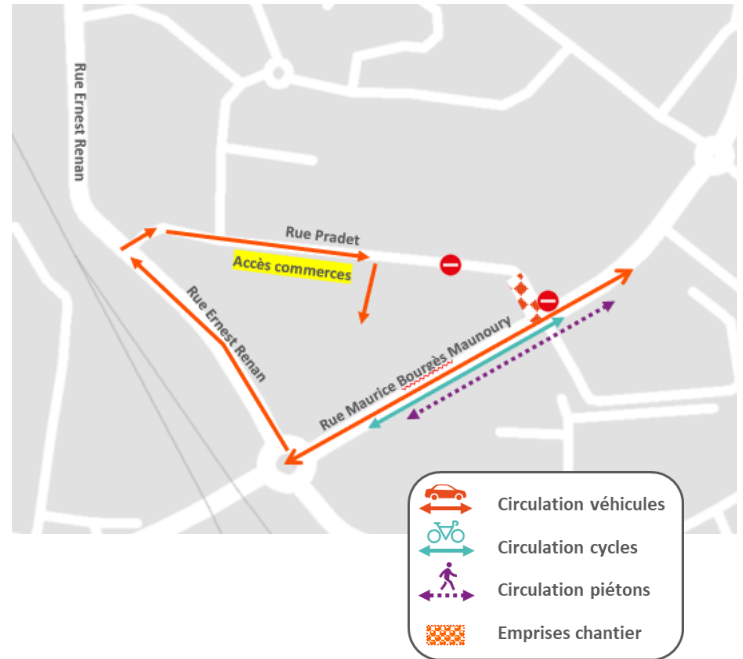 Rue Ernest Renan
Rue Pradet
Accès commerces
Rue Ernest Renan
Rue Maurice Bourgès Maunoury
Circulation véhicules
Circulation cycles
Circulation piétons
Emprises chantier